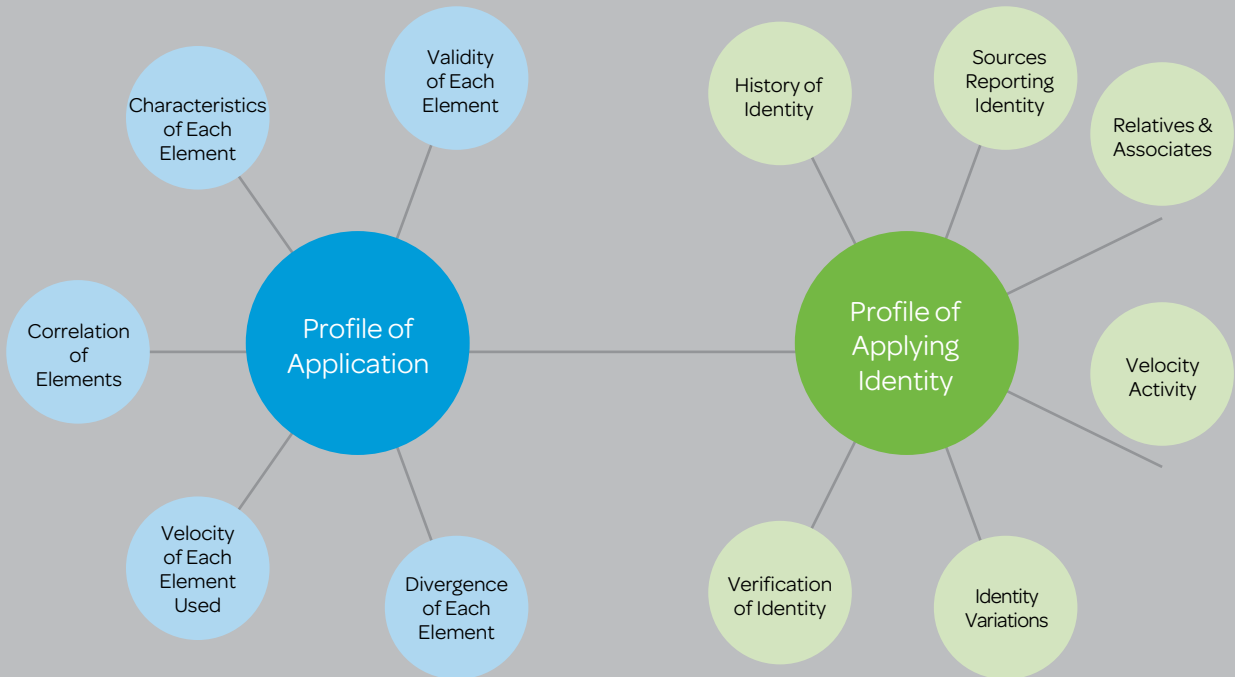 Validity
of Each
Element
Characteristics
of Each
Element
Correlation
of
Elements
Velocity
of Each
Element
Used
Divergence
of Each
Element
Profile of
Application
History of
Identity
Sources
Reporting
Identity
Relatives &
Associates
Profile of
Applying
Identity
Velocity
Activity
Verification
of Identity
Identity
Variations